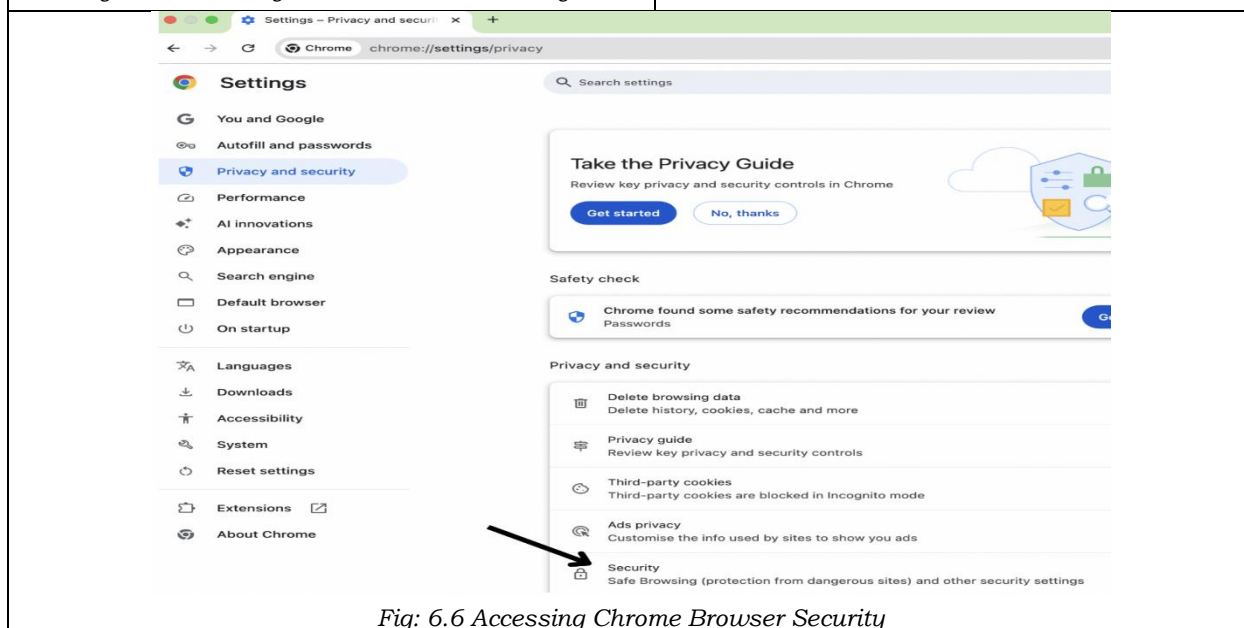 Settings – Privacy and securi × +
Chrome chrome://settings/privacy
Settings
Search settings
You and Google
Autofill and passwords
Privacy and security
Performance
AI innovations
Appearance
Search engine
Default browser
On startup
Languages
Downloads
Accessibility
System
Reset settings
Extensions
About Chrome
Take the Privacy Guide
Review key privacy and security controls in Chrome
Get started No, thanks
Safety check
Chrome found some safety recommendations for your review
Passwords
Privacy and security
Delete browsing data
Delete history, cookies, cache and more
Privacy guide
Review key privacy and security controls
Third-party cookies
Third-party cookies are blocked in Incognito mode
Ads privacy
Customise the info used by sites to show you ads
Security
Safe Browsing (protection from dangerous sites) and other security settings
Fig: 6.6 Accessing Chrome Browser Security